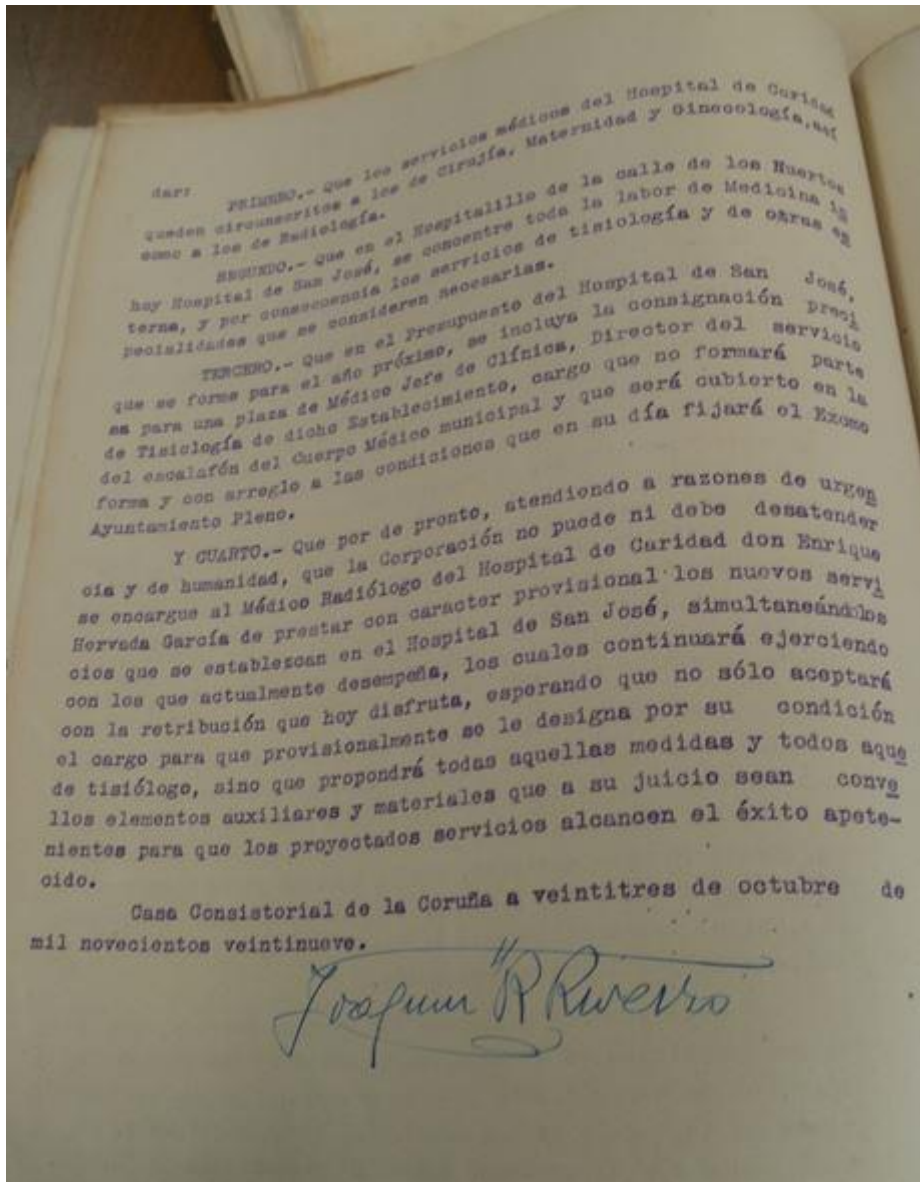 dar:
PRIMERO.- Que los servicios médicos del Hospital de Caridad
queden circunscritos a los de Cirujía, Maternidad y Ginecología, así
como a los de Radiología.
SEGUNDO.- Que en el Hospitalillo de la calle de los Huertos
hoy Hospital de San José, se concentre toda la labor de Medicina in
terna, y por consecuencia los servicios de tisiología y de otras es
pecialidades que se consideren necesarias.
TERCERO.- Que en el Presupuesto del Hospital de San José,
que se forme para el año próximo, se incluya la consignación preci
sa para una plaza de Médico Jefe de Clínica, Director del servicio
de Tisiología de dicho Establecimiento, cargo que no formará parte
del escalafón del Cuerpo Médico municipal y que será cubierto en la
forma y con arreglo a las condiciones que en su día fijará el Excmo
Ayuntamiento Pleno.
Y CUARTO.- Que por de pronto, atendiendo a razones de urgen
cia y de humanidad, que la Corporación no puede ni debe desatender
se encargue al Médico Radiólogo del Hospital de Caridad don Enrique
Hervada García de prestar con caracter provisional los nuevos servi
cios que se establezcan en el Hospital de San José, simultaneándolos
con los que actualmente desempeña, los cuales continuará ejerciendo
con la retribución que hoy disfruta, esperando que no sólo aceptará
el cargo para que provisionalmente se le designa por su condición
de tisiólogo, sino que propondrá todas aquellas medidas y todos aque
llos elementos auxiliares y materiales que a su juicio sean conve
nientes para que los proyectados servicios alcancen el éxito apete-
cido.
Casa Consistorial de la Coruña a veintitres de octubre de
mil novecientos veintinueve.
Joaquin R Riveiro